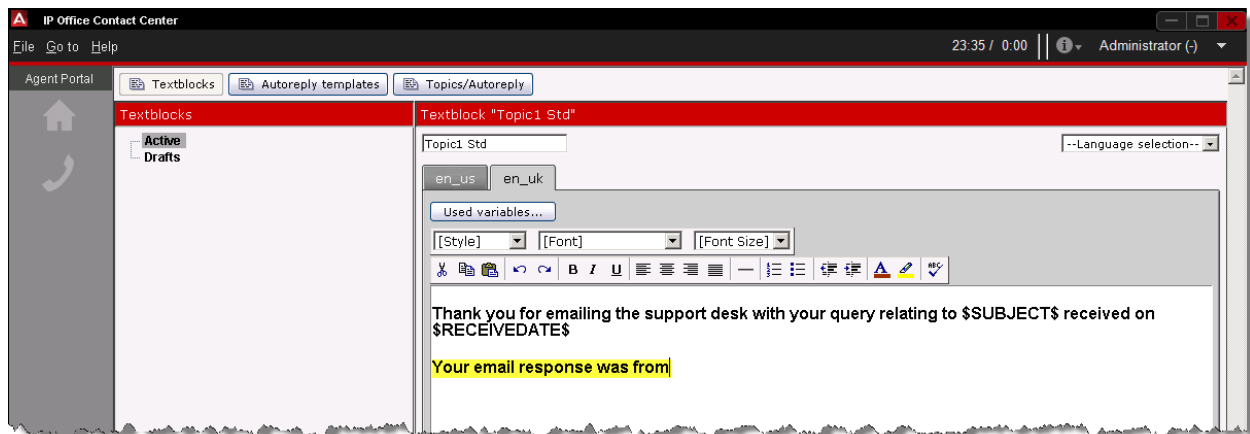 IP Office Contact Center
File Go to Help
23:35 / 0:00
Administrator (-)
Agent Portal
Textblocks
Autoreply templates
Topics/Autoreply
Textblocks
Textblock "Topic1 Std"
Active
Drafts
Topic1 Std
--Language selection--
en_us
en_uk
Used variables...
[Style]
[Font]
[Font Size]
B I U
A
ABC
Thank you for emailing the support desk with your query relating to $SUBJECT$ received on
$RECEIVEDATE$
Your email response was from